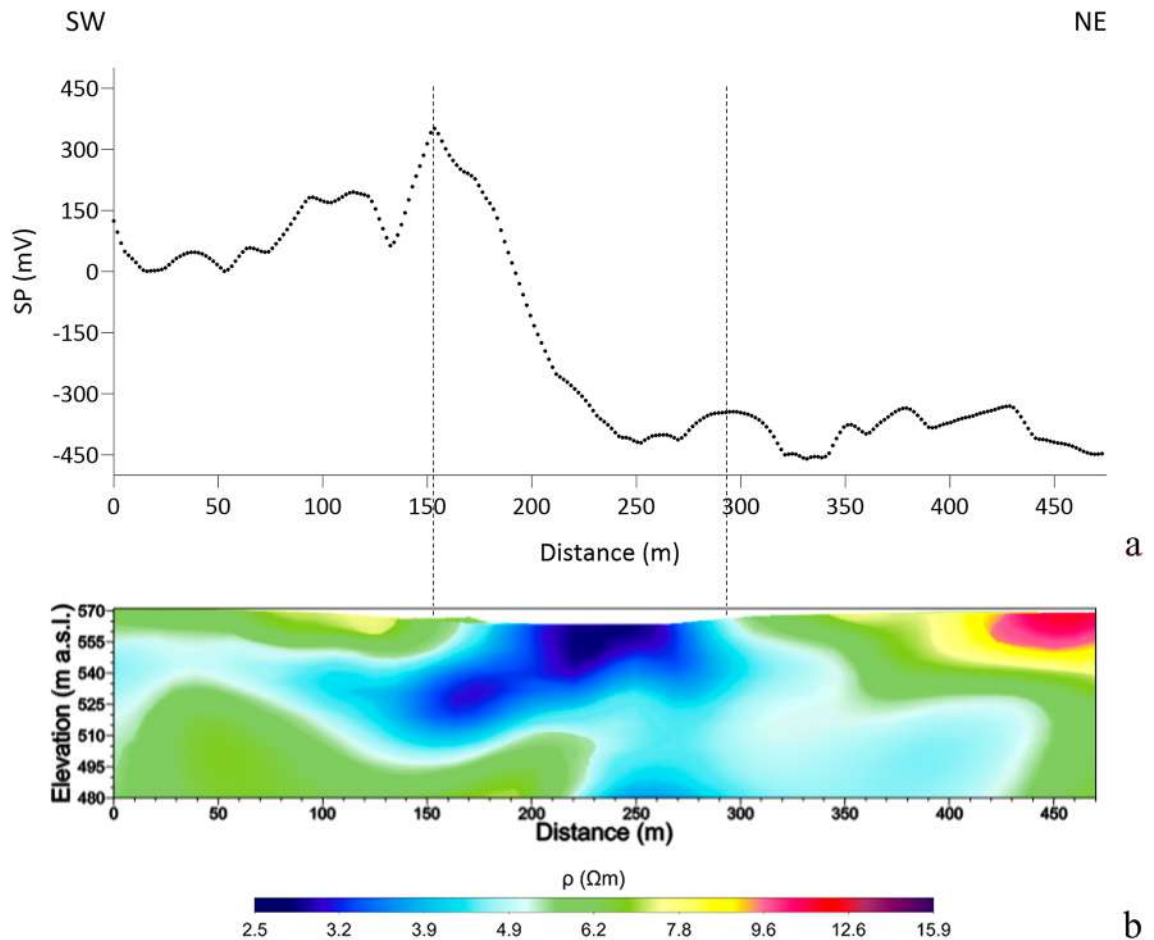 SW NE
450
300
150
0
-150
-300
-450
SP (mV)
0 50 100 150 200 250 300 350 400 450
Distance (m)
a
570
555
540
525
510
495
480
Elevation (m a.s.l.)
0 50 100 150 200 250 300 350 400 450
Distance (m)
ρ (Ωm)
2.5 3.2 3.9 4.9 6.2 7.8 9.6 12.6 15.9
b